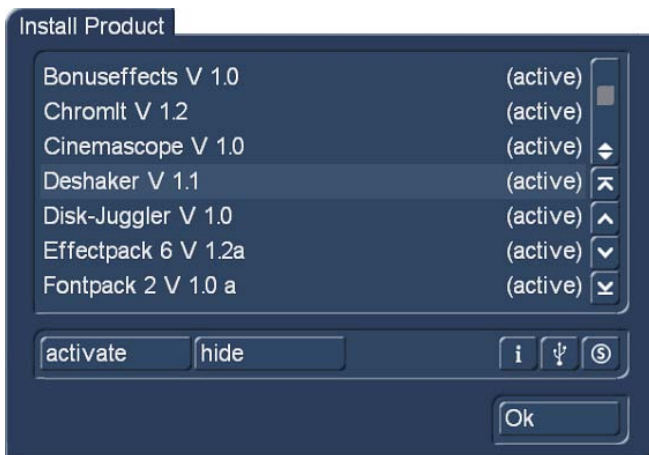 Install Product
Bonuseffects V 1.0 (active)
ChromIt V 1.2 (active)
Cinemascope V 1.0 (active)
Deshaker V 1.1 (active)
Disk-Juggler V 1.0 (active)
Effectpack 6 V 1.2a (active)
Fontpack 2 V 1.0 a (active)
activate hide i S
Ok